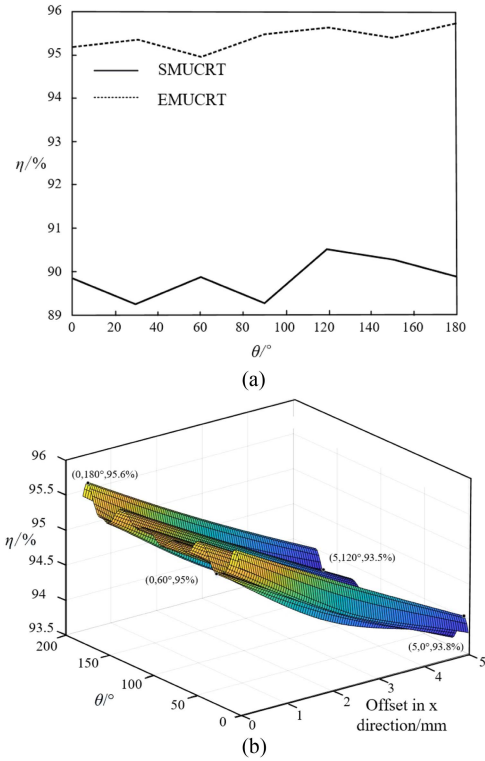 96
95
SMUCRT
94
EMUCRT
93
η/%
92
91
90
89
0 20 40 60 80 100 120 140 160 180
θ/°
(a)
96
(0,180°,95.6%)
95.5
95
η/%
94.5
(5,120°,93.5%)
(0,60°,95%)
94
93.5
(5,0°,93.8%)
200
150
100
50
0
θ/°
0 1 2 3 4 5
Offset in x
direction/mm
(b)